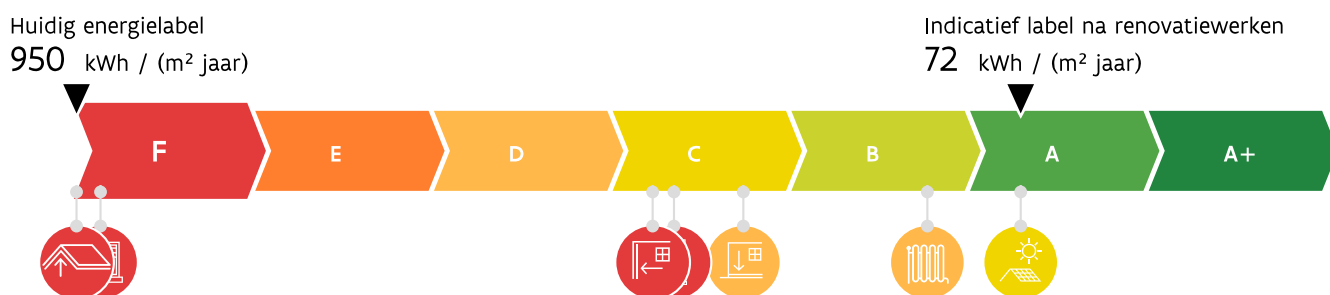 Huidig energielabel
950 kWh / (m² jaar)
Indicatief label na renovatiewerken
72 kWh / (m² jaar)
F E D C B A A+